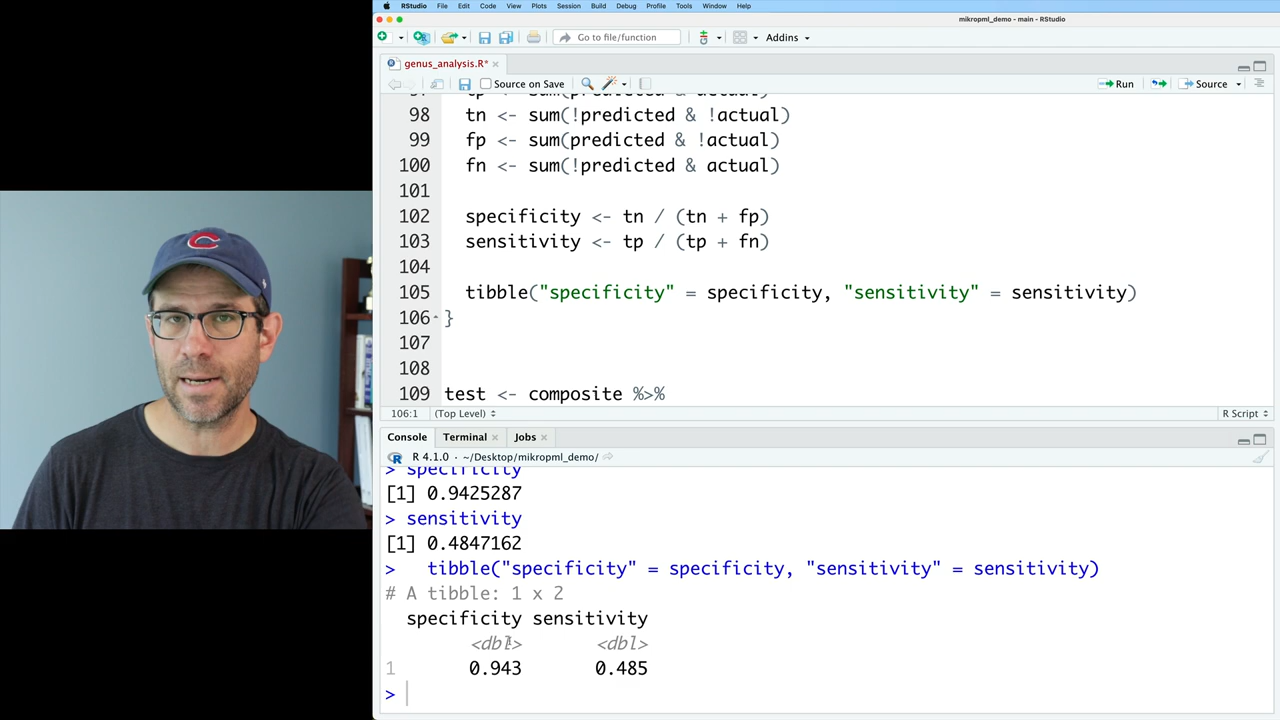 RStudio File Edit Code View Plots Session Build Debug Profile Tools Window Help
mikropml_demo - main - RStudio
Go to file/function Addins
genus_analysis.R*
Source on Save Run Source
98 tn <- sum(!predicted & !actual)
99 fp <- sum(predicted & !actual)
100 fn <- sum(!predicted & actual)
101
102 specificity <- tn / (tn + fp)
103 sensitivity <- tp / (tp + fn)
104
105 tibble("specificity" = specificity, "sensitivity" = sensitivity)
106 }
107
108
109 test <- composite %>%
106:1 (Top Level) R Script
Console Terminal Jobs
R 4.1.0 · ~/Desktop/mikropml_demo/
> specificity
[1] 0.9425287
> sensitivity
[1] 0.4847162
> tibble("specificity" = specificity, "sensitivity" = sensitivity)
# A tibble: 1 x 2
specificity sensitivity
<dbl> <dbl>
1 0.943 0.485
>
C